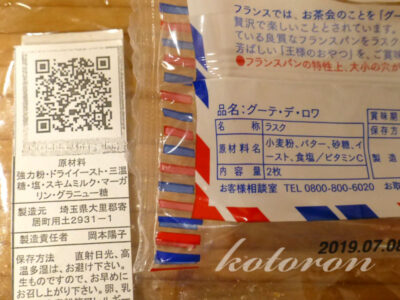 原材料
強力粉・ドライイースト・三温
糖・塩・スキムミルク・マーガ
リン・グラニュー糖
製造元 埼玉県大里郡寄
居町用土2931-1
製造責任者 岡本陽子
保存方法 直射日光、高
温多湿は、お避け下さい。
生ものですので、お早め
にお召し上がり下さい。卵、乳
フランスでは、お茶会のことを「グー
贅沢で楽しいこととされています。
ている良質なフランスパンをラスク
芳ばしい「王様のおやつ」を、ご賞味
●フランスパンの特性上、大小の穴が
品名:グーテ・デ・ロワ
名称 ラスク
原材料名 小麦粉、バター、砂糖、イ
ースト、食塩/ビタミンC
内容量 2枚
お客様相談室 TEL 0800-800-6020
賞味期
保存方
製造
2019.07.08
kotoron